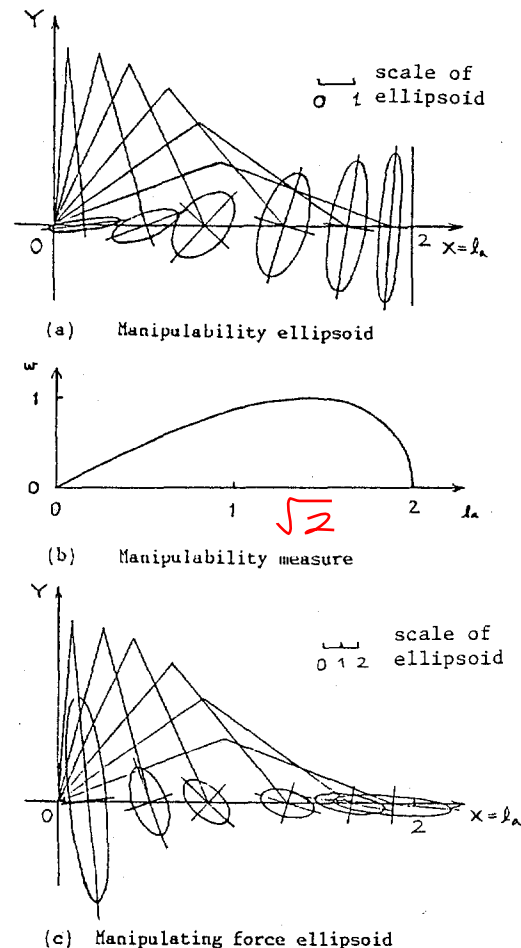 Y
scale of
0 1 ellipsoid
0 2 X=lₐ
(a) Manipulability ellipsoid
w
1
0
0 1 √2 2 lₐ
(b) Manipulability measure
Y
scale of
0 1 2 ellipsoid
0 2 X=lₐ
(c) Manipulating force ellipsoid